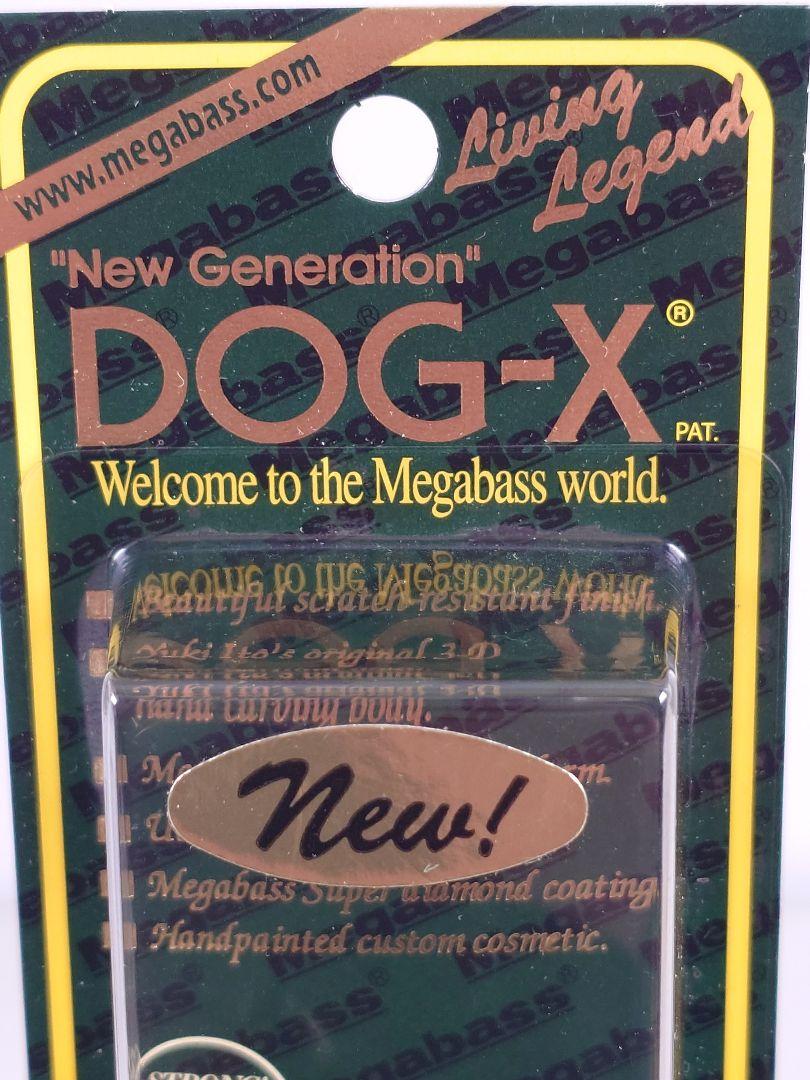 www.megabass.com
Living
Legend
"New Generation"
DOG-X®
PAT.
Welcome to the Megabass world.
Beautiful scratch resistant finish.
Yuki Ito's original 3-D
hand carving body.
New!
Megabass Super diamond coating
Handpainted custom cosmetic.